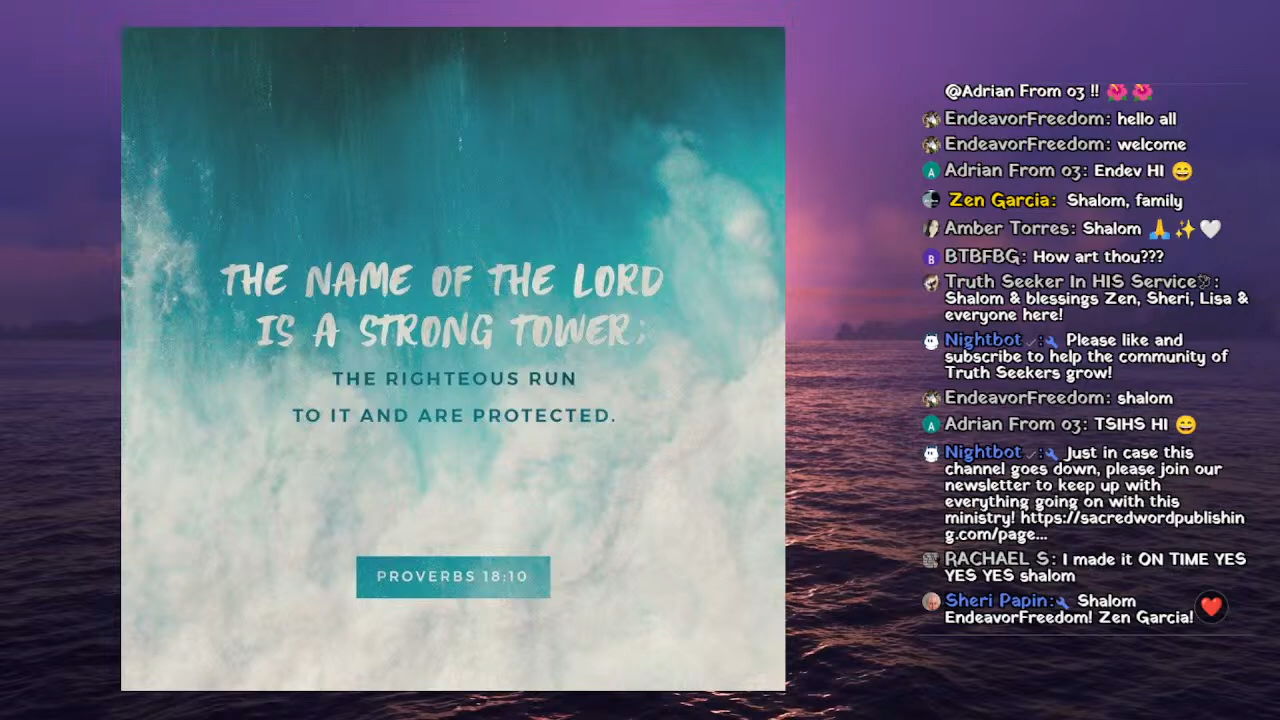 THE NAME OF THE LORD
IS A STRONG TOWER;
THE RIGHTEOUS RUN
TO IT AND ARE PROTECTED.
PROVERBS 18:10
@Adrian From oz !! 🌺 🌺
EndeavorFreedom: hello all
EndeavorFreedom: welcome
A Adrian From oz: Endev HI 😄
Zen Garcia: Shalom, family
Amber Torres: Shalom 🙏 ✨ 🤍
B BTBFBG: How art thou???
Truth Seeker In HIS Service🕊:
Shalom & blessings Zen, Sheri, Lisa &
everyone here!
Nightbot ✓:🔧 Please like and
subscribe to help the community of
Truth Seekers grow!
EndeavorFreedom: shalom
A Adrian From oz: TSIHS HI 😄
Nightbot ✓:🔧 Just in case this
channel goes down, please join our
newsletter to keep up with
everything going on with this
ministry! https://sacredwordpublishin
g.com/page...
RACHAEL S: I made it ON TIME YES
YES YES shalom
Sheri Papin:🔧 Shalom
EndeavorFreedom! Zen Garcia! ❤️